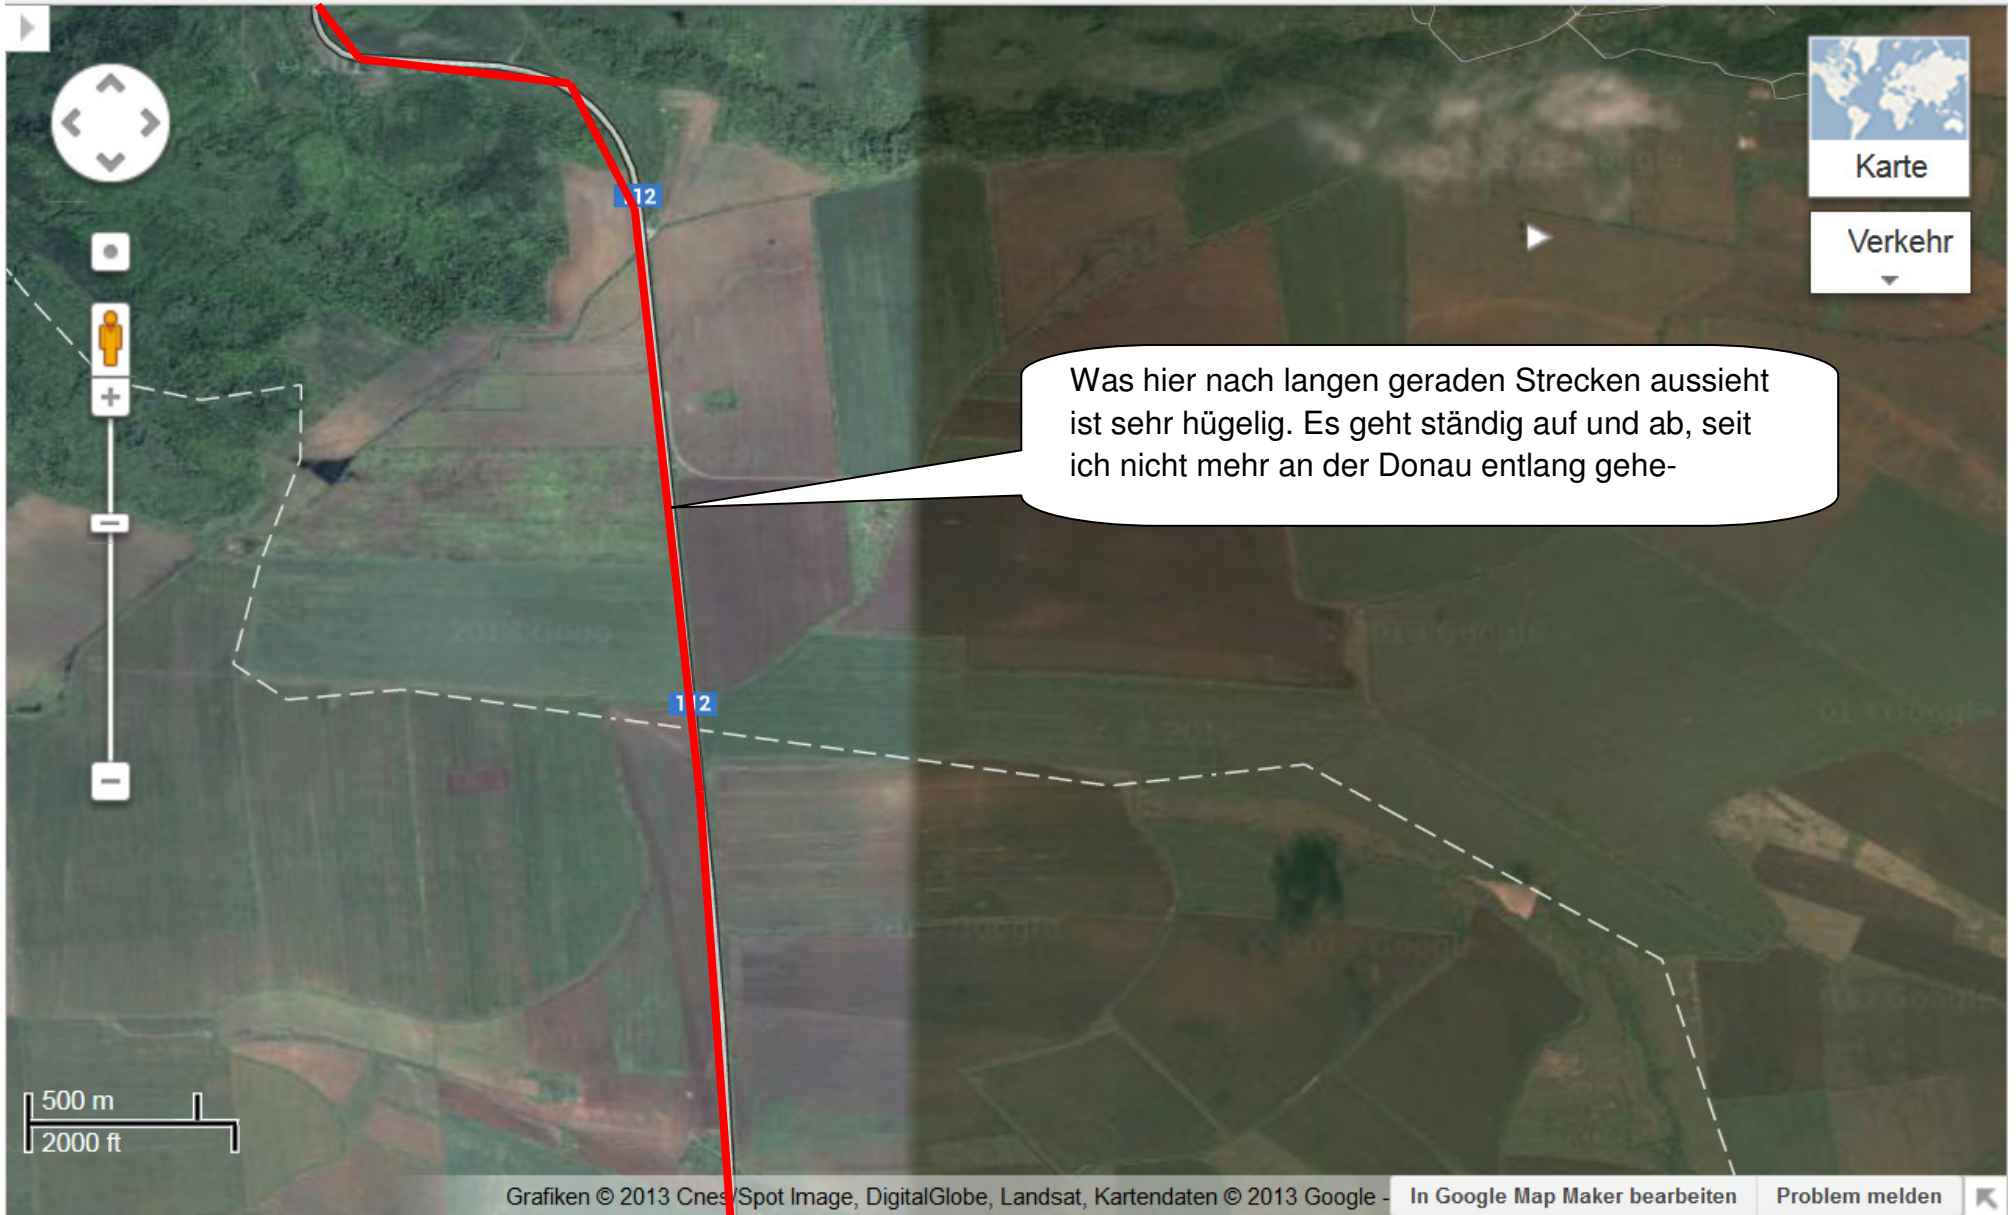 Karte
112
Verkehr
Was hier nach langen geraden Strecken aussieht
ist sehr hügelig. Es geht ständig auf und ab, seit
ich nicht mehr an der Donau entlang gehe-
112
500 m
2000 ft
Grafiken © 2013 Cnes/Spot Image, DigitalGlobe, Landsat, Kartendaten © 2013 Google -
In Google Map Maker bearbeiten
Problem melden